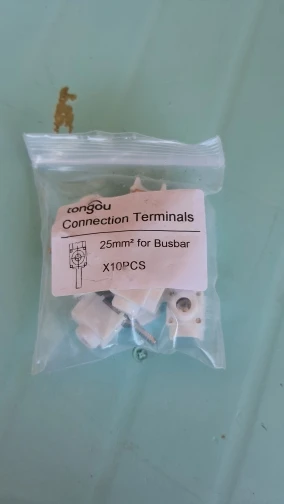 tongou
Connection Terminals
25mm² for Busbar
X10PCS